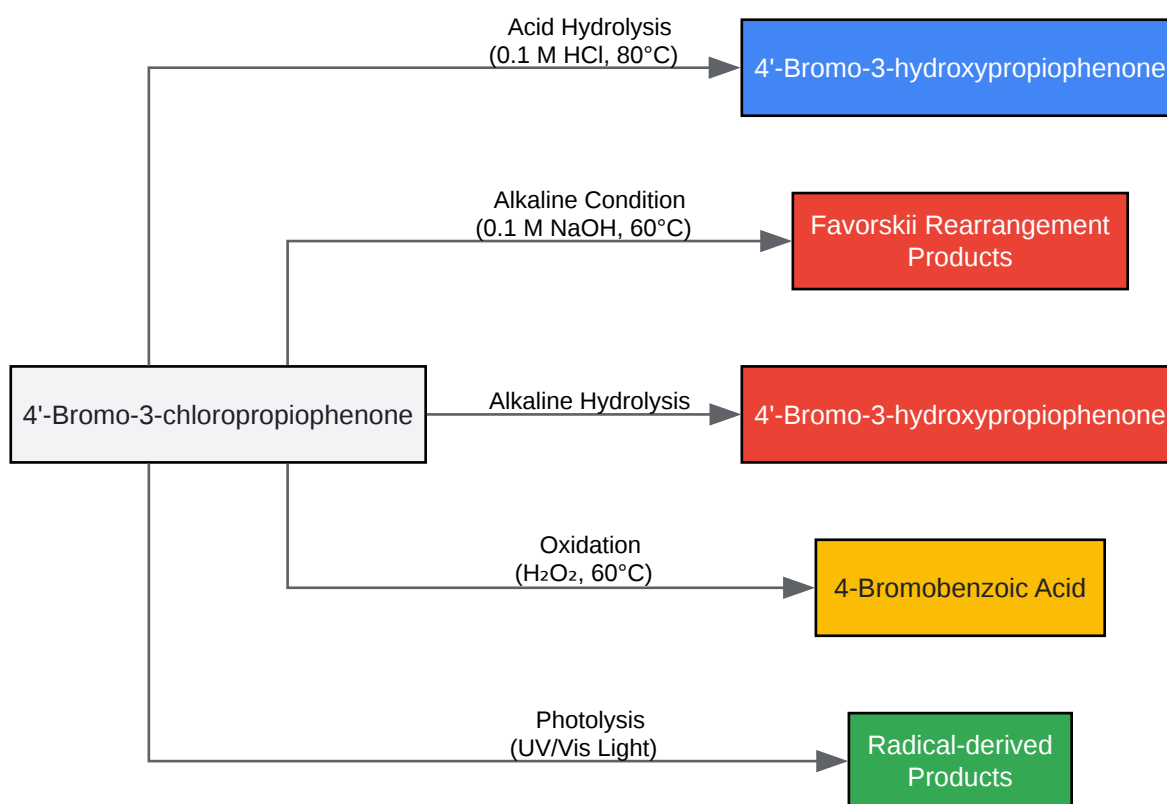 Acid Hydrolysis
(0.1 M HCl, 80°C)
4'-Bromo-3-hydroxypropiophenone
Alkaline Condition
(0.1 M NaOH, 60°C)
Favorskii Rearrangement
Products
4'-Bromo-3-chloropropiophenone
Alkaline Hydrolysis
4'-Bromo-3-hydroxypropiophenone
Oxidation
(H₂O₂, 60°C)
4-Bromobenzoic Acid
Photolysis
(UV/Vis Light)
Radical-derived
Products